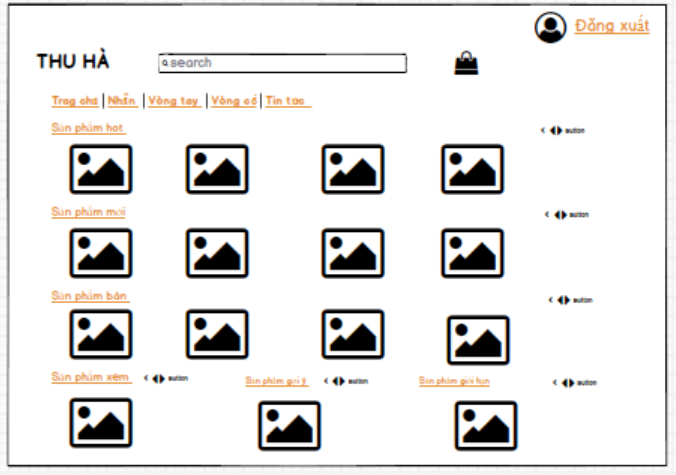 Đăng xuất
THU HÀ
search
Trag chủ | Nhẫn | Vòng tay | Vòng cổ | Tin tức
Sản phẩm hot
< button
Sản phẩm mới
< button
Sản phẩm bán
< button
Sản phẩm xem < button
Sản phẩm gợi ý < button
Sản phẩm giới hạn < button